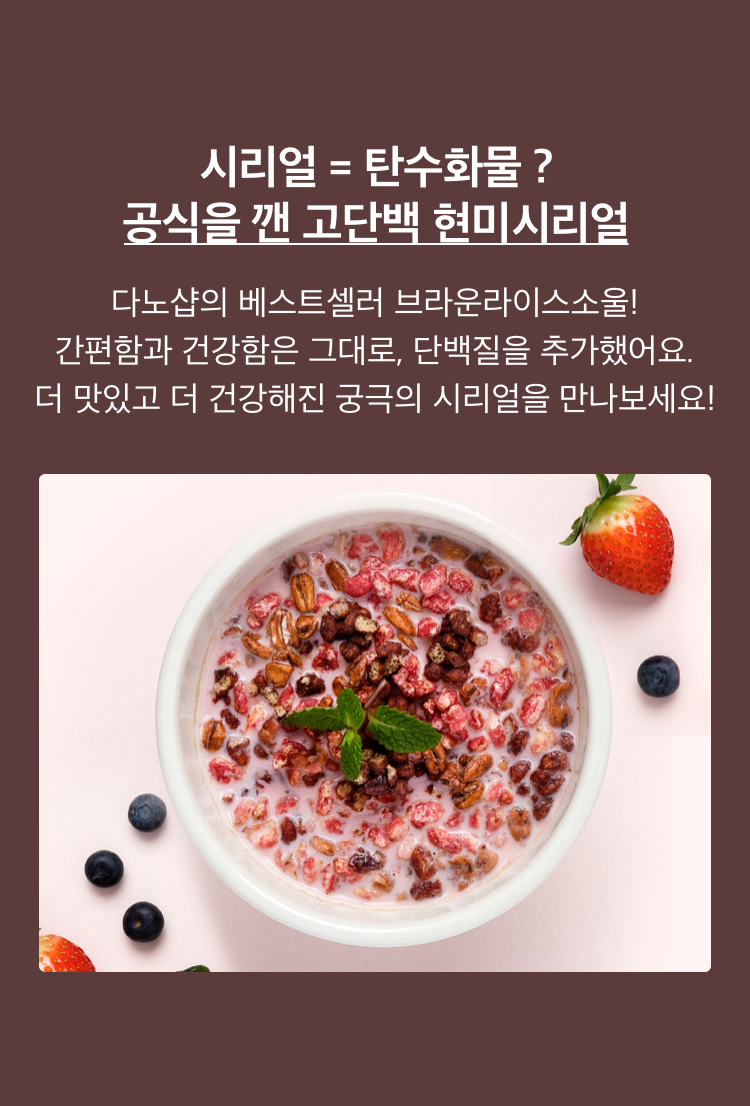 시리얼 = 탄수화물 ?
공식을 깬 고단백 현미시리얼
다노샵의 베스트셀러 브라운라이스소울!
간편함과 건강함은 그대로, 단백질을 추가했어요.
더 맛있고 더 건강해진 궁극의 시리얼을 만나보세요!